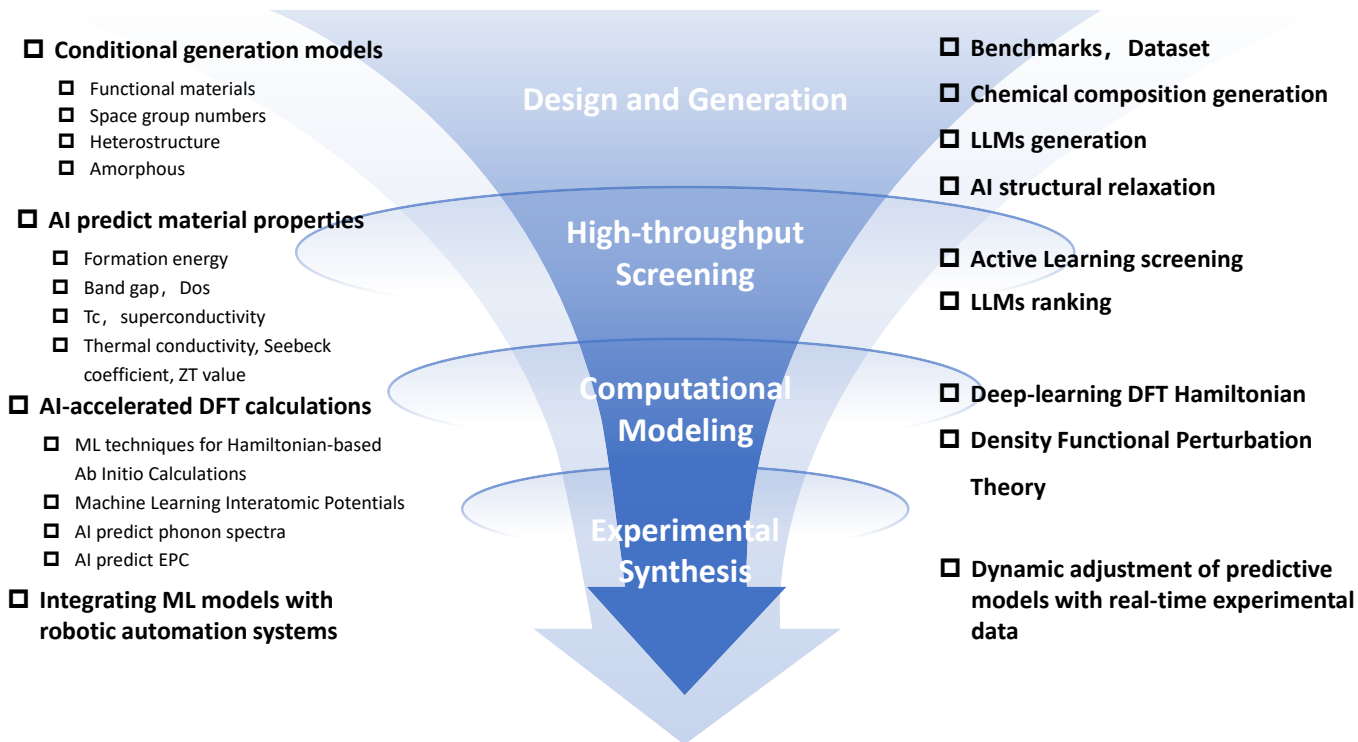 Conditional generation models
Functional materials
Space group numbers
Heterostructure
Amorphous
AI predict material properties
Formation energy
Band gap，Dos
Tc，superconductivity
Thermal conductivity, Seebeck
coefficient, ZT value
AI-accelerated DFT calculations
ML techniques for Hamiltonian-based
Ab Initio Calculations
Machine Learning Interatomic Potentials
AI predict phonon spectra
AI predict EPC
Integrating ML models with
robotic automation systems
Design and Generation
High-throughput
Screening
Computational
Modeling
Experimental
Synthesis
Benchmarks，Dataset
Chemical composition generation
LLMs generation
AI structural relaxation
Active Learning screening
LLMs ranking
Deep-learning DFT Hamiltonian
Density Functional Perturbation
Theory
Dynamic adjustment of predictive
models with real-time experimental
data